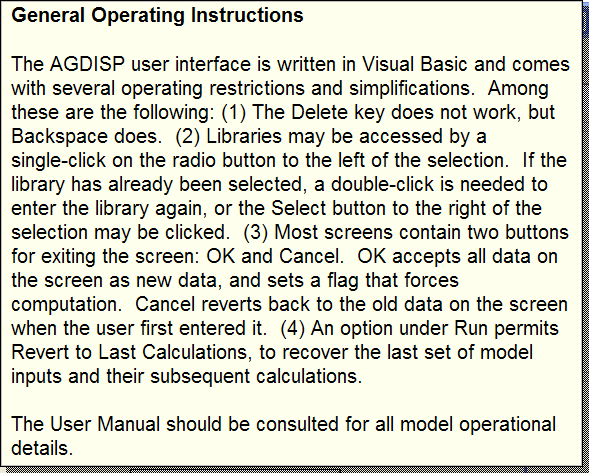 General Operating Instructions
The AGDISP user interface is written in Visual Basic and comes
with several operating restrictions and simplifications.  Among
these are the following: (1) The Delete key does not work, but
Backspace does.  (2) Libraries may be accessed by a
single-click on the radio button to the left of the selection.  If the
library has already been selected, a double-click is needed to
enter the library again, or the Select button to the right of the
selection may be clicked.  (3) Most screens contain two buttons
for exiting the screen: OK and Cancel.  OK accepts all data on
the screen as new data, and sets a flag that forces
computation.  Cancel reverts back to the old data on the screen
when the user first entered it.  (4) An option under Run permits
Revert to Last Calculations, to recover the last set of model
inputs and their subsequent calculations.
The User Manual should be consulted for all model operational
details.